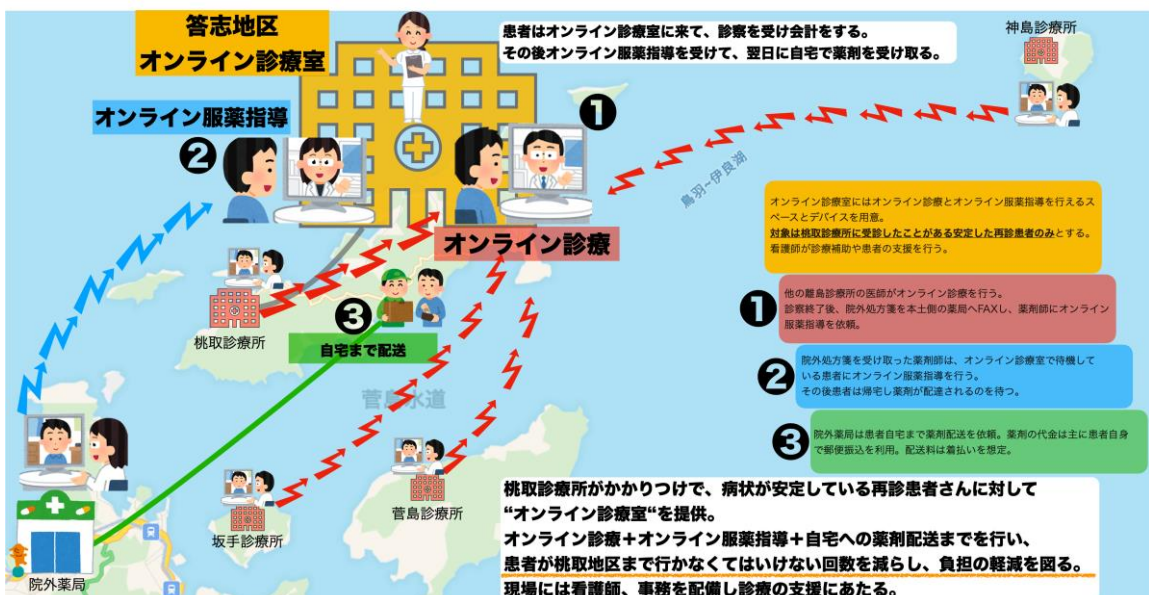 答志地区
オンライン診療室
患者はオンライン診療室に来て、診察を受け会計をする。
その後オンライン服薬指導を受けて、翌日に自宅で薬剤を受け取る。
神島診療所
オンライン服薬指導
❶
❷
鳥羽~伊良湖
オンライン診療
桃取診療所
❸
自宅まで配送
菅島水道
菅島診療所
坂手診療所
院外薬局
オンライン診療室にはオンライン診療とオンライン服薬指導を行えるス
ペースとデバイスを用意。
対象は桃取診療所に受診したことがある安定した再診患者のみとする。
看護師が診療補助や患者の支援を行う。
❶
他の離島診療所の医師がオンライン診療を行う。
診察終了後、院外処方箋を本土側の薬局へFAXし、薬剤師にオンライン
服薬指導を依頼。
❷
院外処方箋を受け取った薬剤師は、オンライン診療室で待機して
いる患者にオンライン服薬指導を行う。
その後患者は帰宅し薬剤が配達されるのを待つ。
❸
院外薬局は患者自宅まで薬剤配送を依頼。薬剤の代金は主に患者自身
で郵便振込を利用。配送料は着払いを想定。
桃取診療所がかかりつけで、病状が安定している再診患者さんに対して
“オンライン診療室“を提供。
オンライン診療+オンライン服薬指導+自宅への薬剤配送までを行い、
患者が桃取地区まで行かなくてはいけない回数を減らし、負担の軽減を図る。
現場には看護師、事務を配備し診療の支援にあたる。